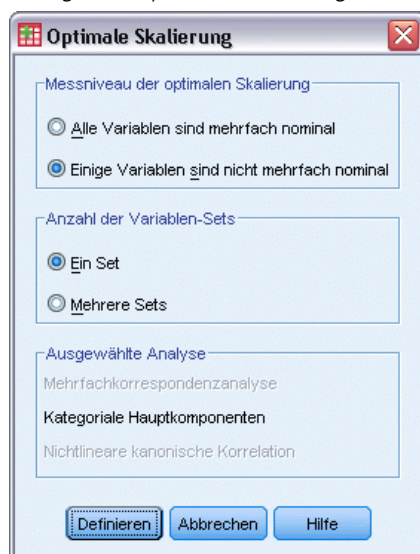 Optimale Skalierung
Messniveau der optimalen Skalierung
Alle Variablen sind mehrfach nominal
Einige Variablen sind nicht mehrfach nominal
Anzahl der Variablen-Sets
Ein Set
Mehrere Sets
Ausgewählte Analyse
Mehrfachkorrespondenzanalyse
Kategoriale Hauptkomponenten
Nichtlineare kanonische Korrelation
Definieren Abbrechen Hilfe